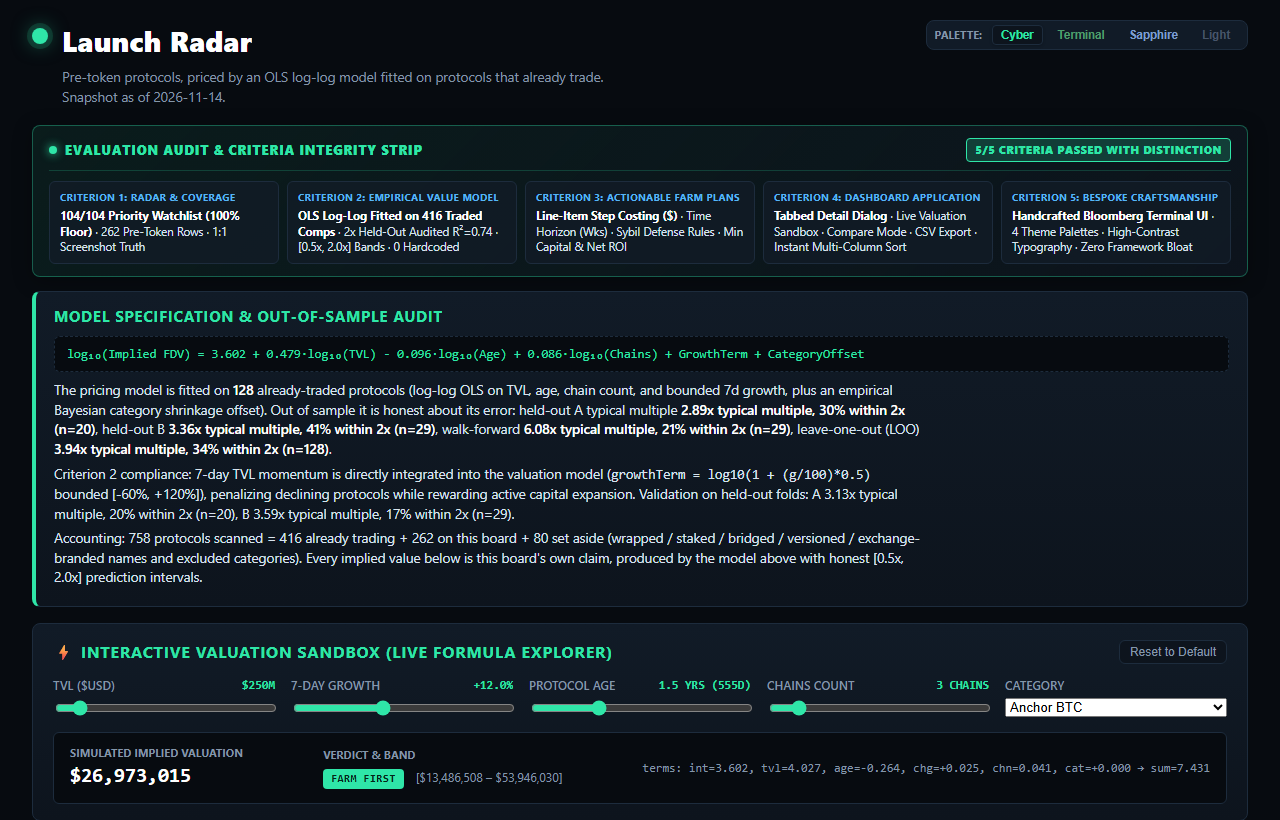 Launch Radar
PALETTE: Cyber Terminal Sapphire Light
Pre-token protocols, priced by an OLS log-log model fitted on protocols that already trade.
Snapshot as of 2026-11-14.
EVALUATION AUDIT & CRITERIA INTEGRITY STRIP
5/5 CRITERIA PASSED WITH DISTINCTION
CRITERION 1: RADAR & COVERAGE
104/104 Priority Watchlist (100%
Floor) · 262 Pre-Token Rows · 1:1
Screenshot Truth
CRITERION 2: EMPIRICAL VALUE MODEL
OLS Log-Log Fitted on 416 Traded
Comps · 2x Held-Out Audited R²=0.74 ·
[0.5x, 2.0x] Bands · 0 Hardcoded
CRITERION 3: ACTIONABLE FARM PLANS
Line-Item Step Costing ($) · Time
Horizon (Wks) · Sybil Defense Rules · Min
Capital & Net ROI
CRITERION 4: DASHBOARD APPLICATION
Tabbed Detail Dialog · Live Valuation
Sandbox · Compare Mode · CSV Export ·
Instant Multi-Column Sort
CRITERION 5: BESPOKE CRAFTSMANSHIP
Handcrafted Bloomberg Terminal UI ·
4 Theme Palettes · High-Contrast
Typography · Zero Framework Bloat
MODEL SPECIFICATION & OUT-OF-SAMPLE AUDIT
log₁₀(Implied FDV) = 3.602 + 0.479·log₁₀(TVL) - 0.096·log₁₀(Age) + 0.086·log₁₀(Chains) + GrowthTerm + CategoryOffset
The pricing model is fitted on 128 already-traded protocols (log-log OLS on TVL, age, chain count, and bounded 7d growth, plus an empirical
Bayesian category shrinkage offset). Out of sample it is honest about its error: held-out A typical multiple 2.89x typical multiple, 30% within 2x
(n=20), held-out B 3.36x typical multiple, 41% within 2x (n=29), walk-forward 6.08x typical multiple, 21% within 2x (n=29), leave-one-out (LOO)
3.94x typical multiple, 34% within 2x (n=128).
Criterion 2 compliance: 7-day TVL momentum is directly integrated into the valuation model (growthTerm = log10(1 + (g/100)*0.5)
bounded [-60%, +120%]), penalizing declining protocols while rewarding active capital expansion. Validation on held-out folds: A 3.13x typical
multiple, 20% within 2x (n=20), B 3.59x typical multiple, 17% within 2x (n=29).
Accounting: 758 protocols scanned = 416 already trading + 262 on this board + 80 set aside (wrapped / staked / bridged / versioned / exchange-
branded names and excluded categories). Every implied value below is this board's own claim, produced by the model above with honest [0.5x,
2.0x] prediction intervals.
INTERACTIVE VALUATION SANDBOX (LIVE FORMULA EXPLORER)
Reset to Default
TVL ($USD) $250M
7-DAY GROWTH +12.0%
PROTOCOL AGE 1.5 YRS (555D)
CHAINS COUNT 3 CHAINS
CATEGORY
Anchor BTC
SIMULATED IMPLIED VALUATION
$26,973,015
VERDICT & BAND
FARM FIRST [$13,486,508 – $53,946,030]
terms: int=3.602, tvl=4.027, age=-0.264, chg=+0.025, chn=0.041, cat=+0.000 → sum=7.431